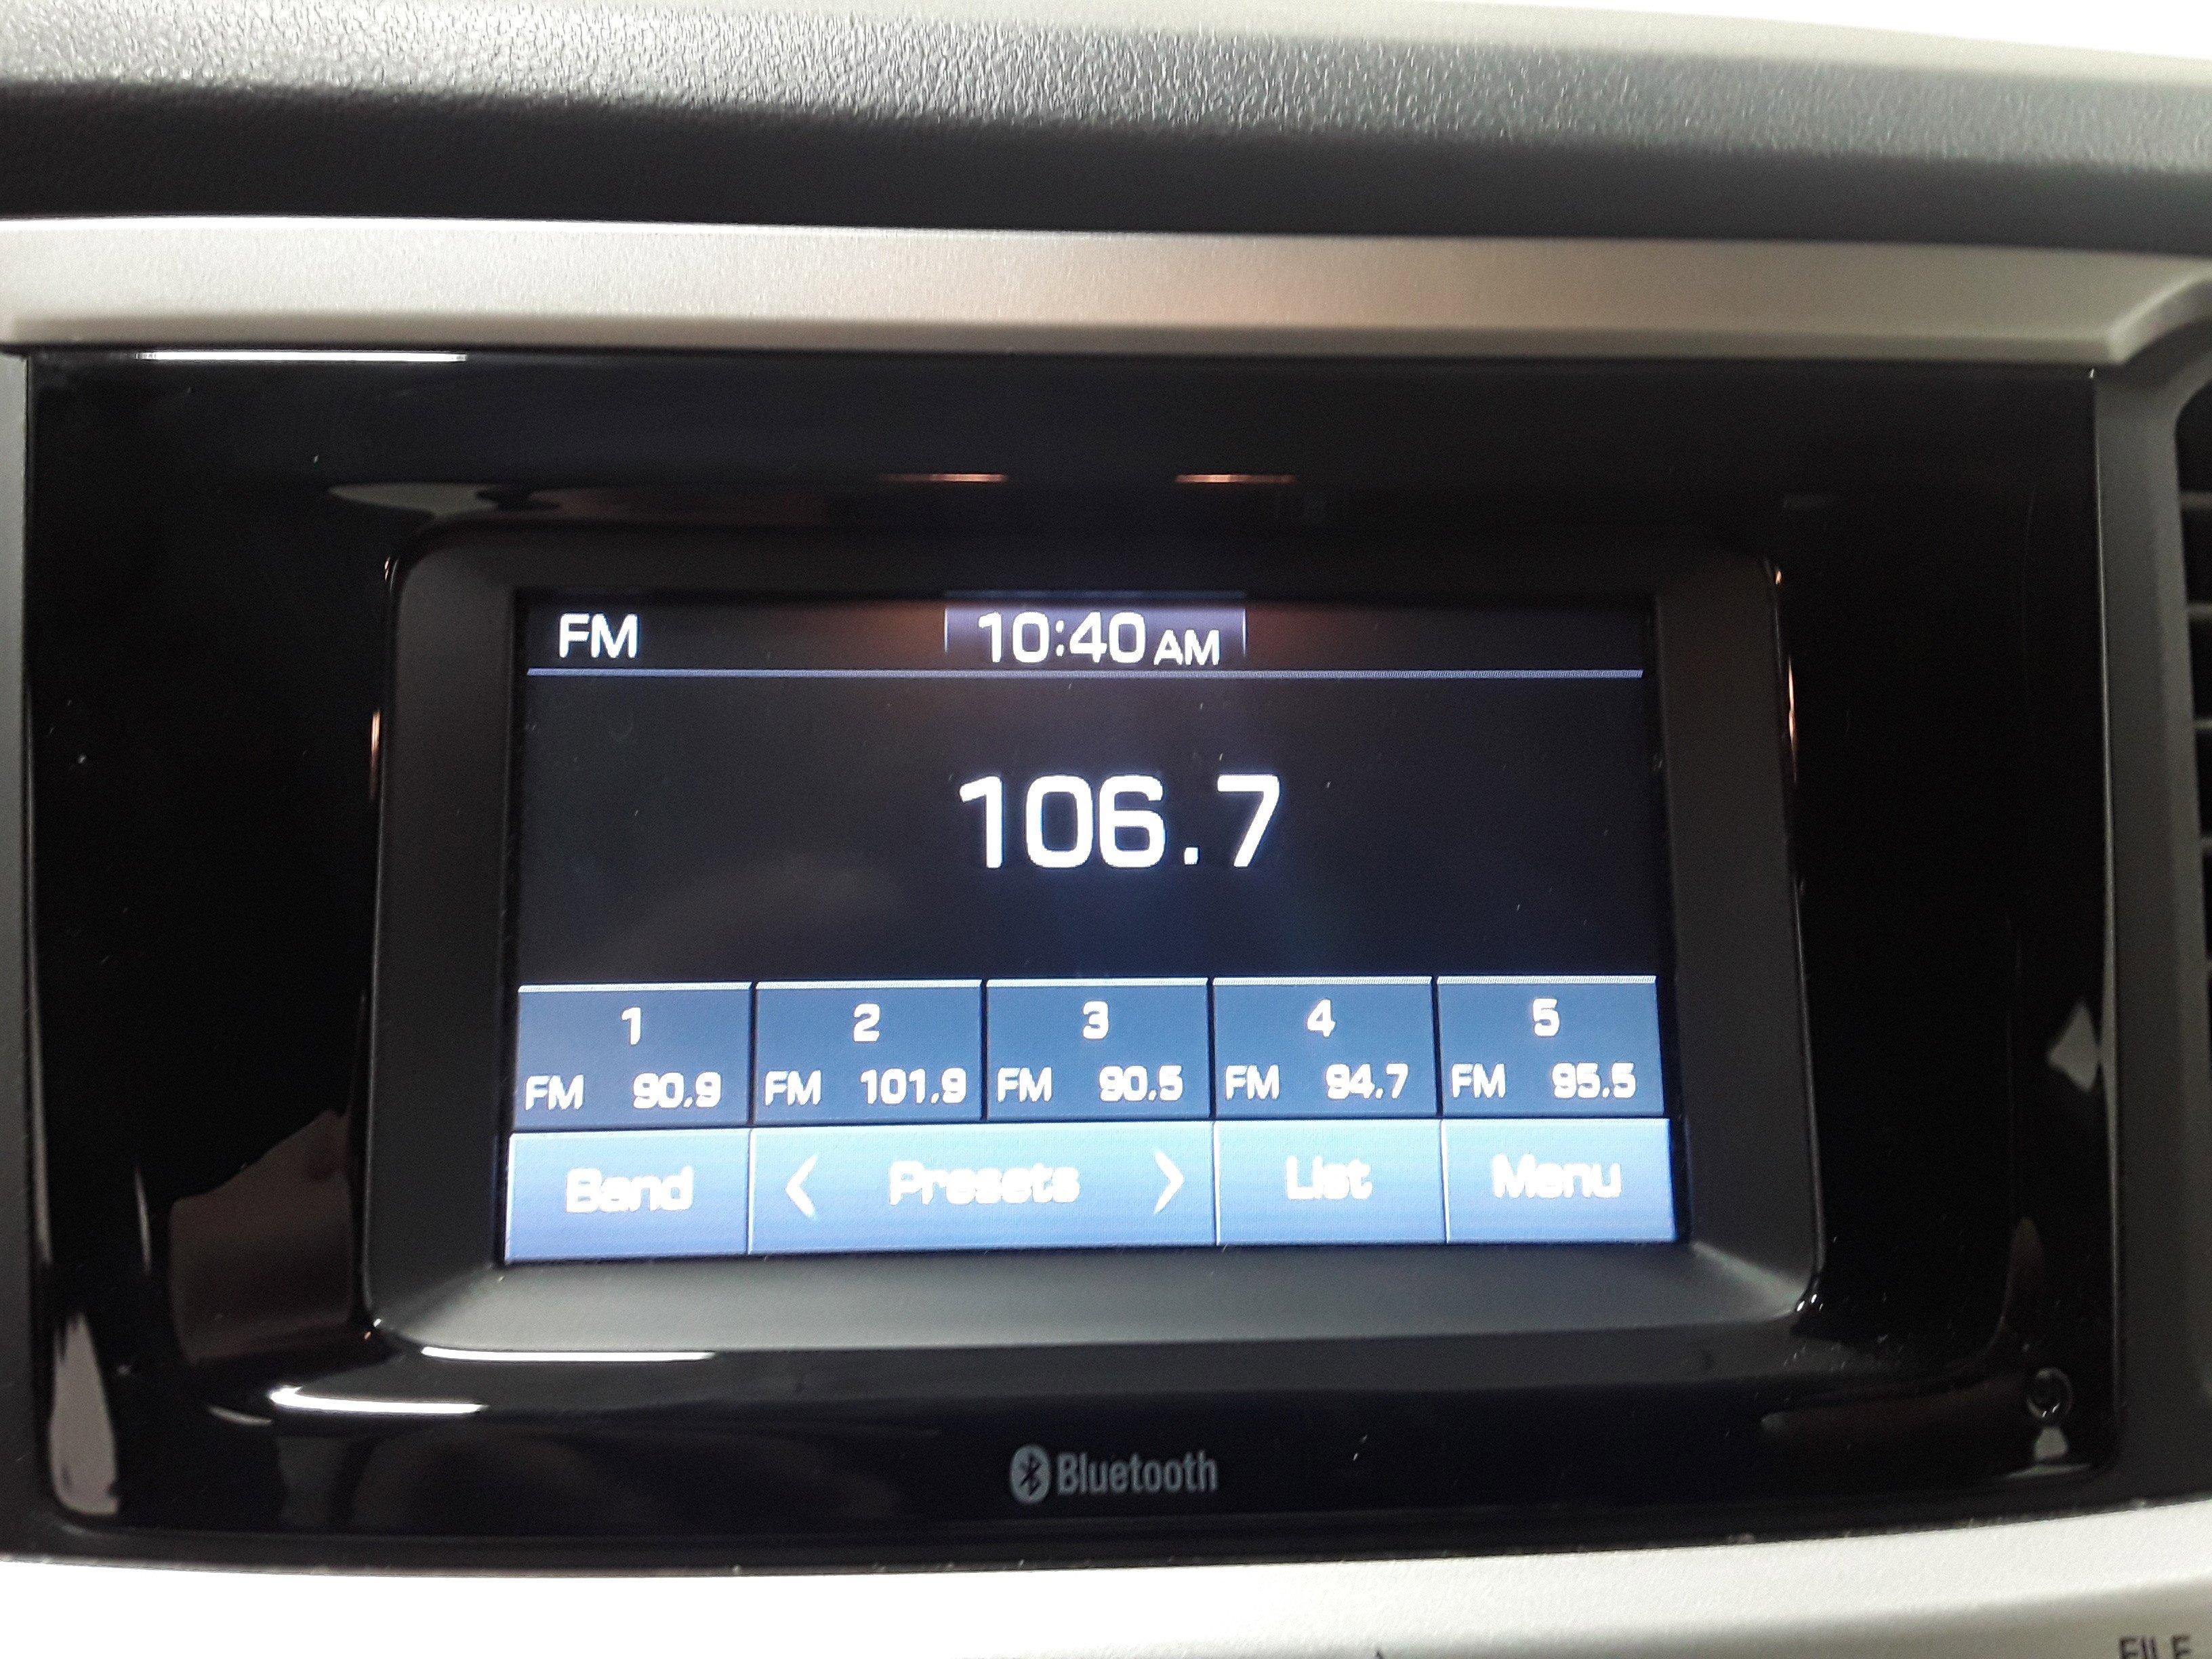 FM 10:40 AM
106.7
1 2 3 4 5
FM 90.9 FM 101.9 FM 90.5 FM 94.7 FM 95.5
Band < Presets > List Menu
Bluetooth
FILE